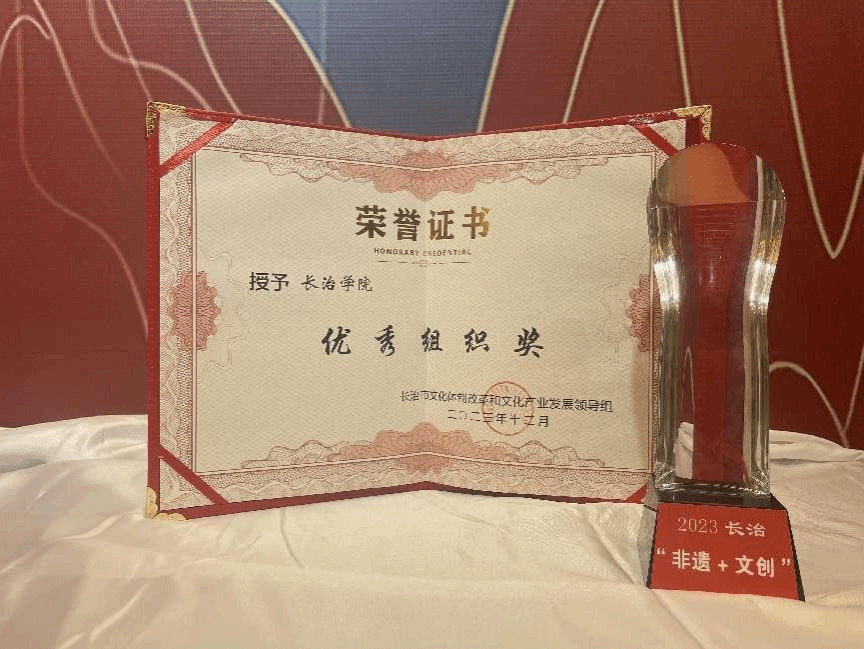 荣誉证书
HONORARY CREDENTIAL
授予 长治学院
优秀组织奖
长治市文化体制改革和文化产业发展领导组
二〇二三年十二月
2023 长治
“非遗+文创”